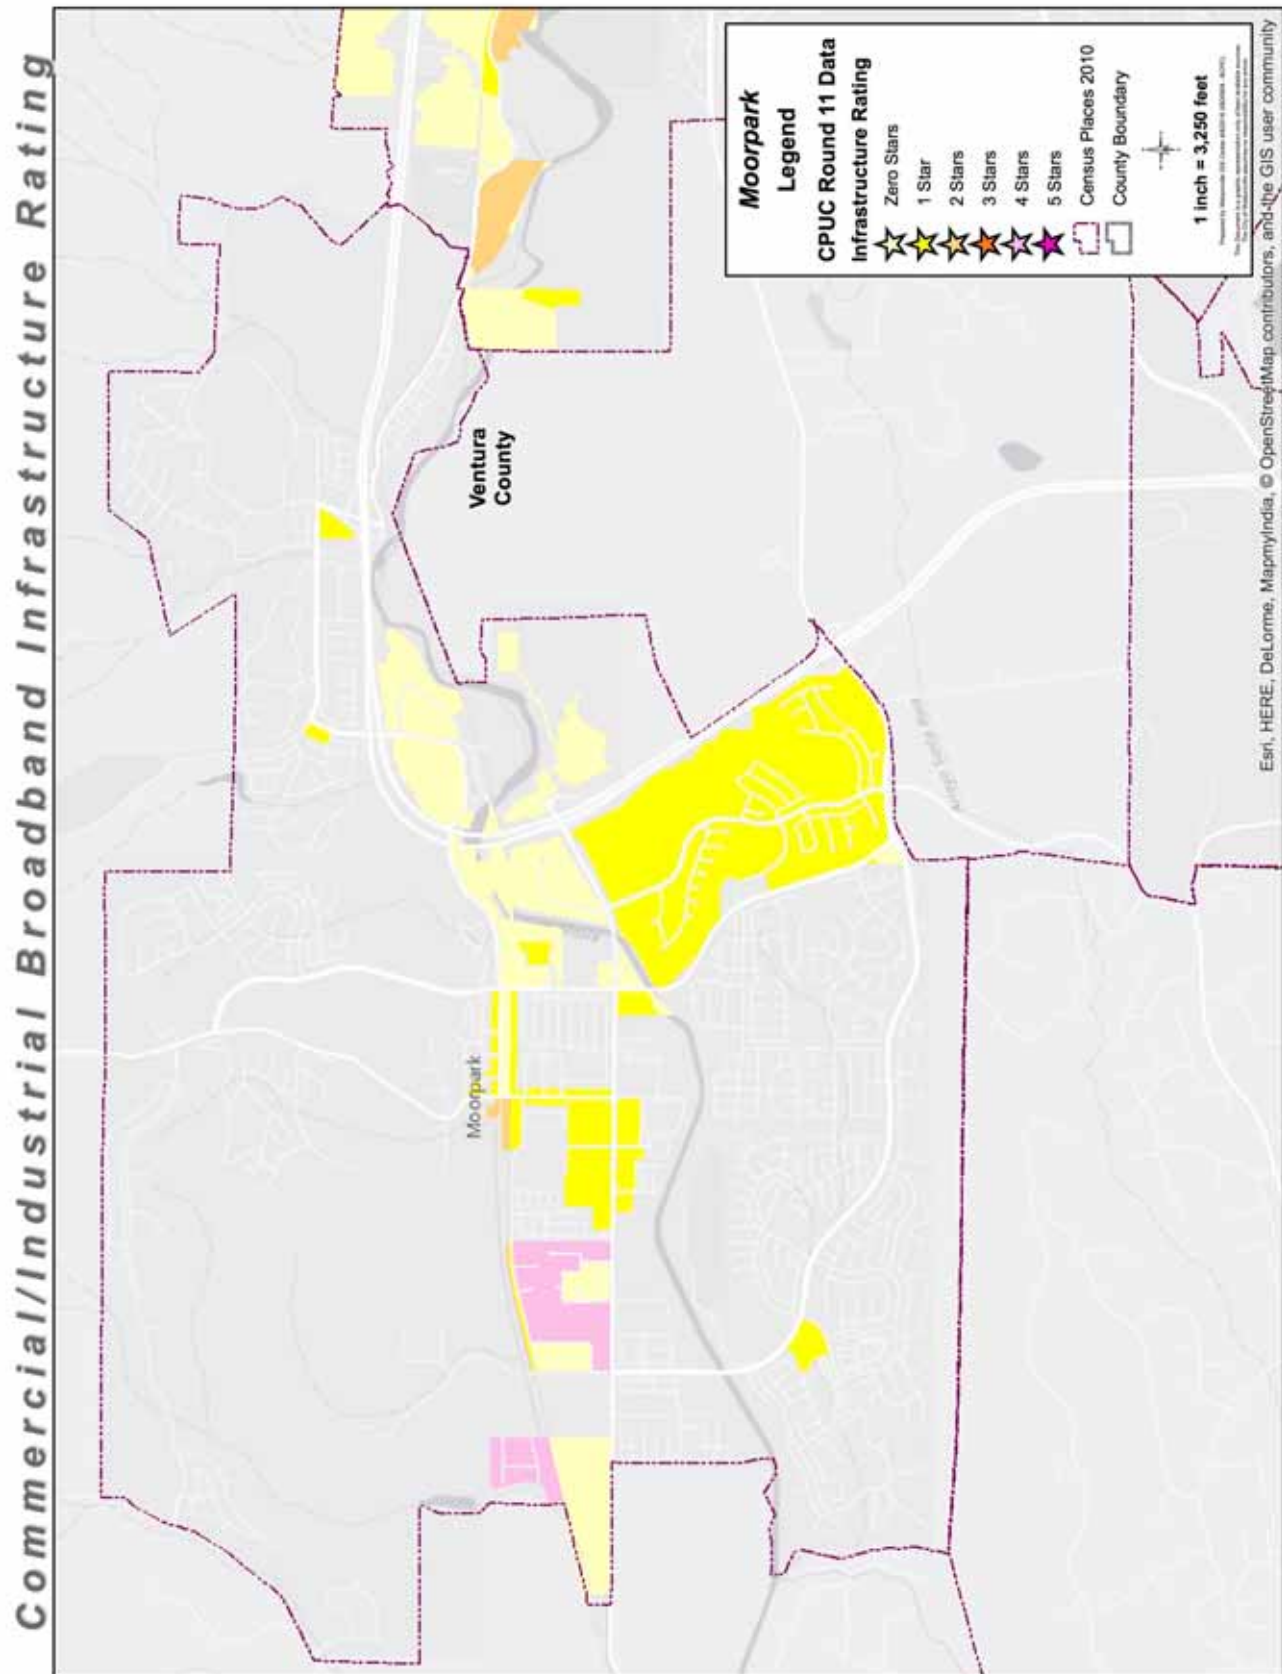 Commercial/Industrial Broadband Infrastructure Rating
Moorpark
Ventura
County
Moorpark
Legend
CPUC Round 11 Data
Infrastructure Rating
Zero Stars
1 Star
2 Stars
3 Stars
4 Stars
5 Stars
Census Places 2010
County Boundary
1 inch = 3,250 feet
Esri, HERE, DeLorme, MapmyIndia, © OpenStreetMap contributors, and the GIS user community